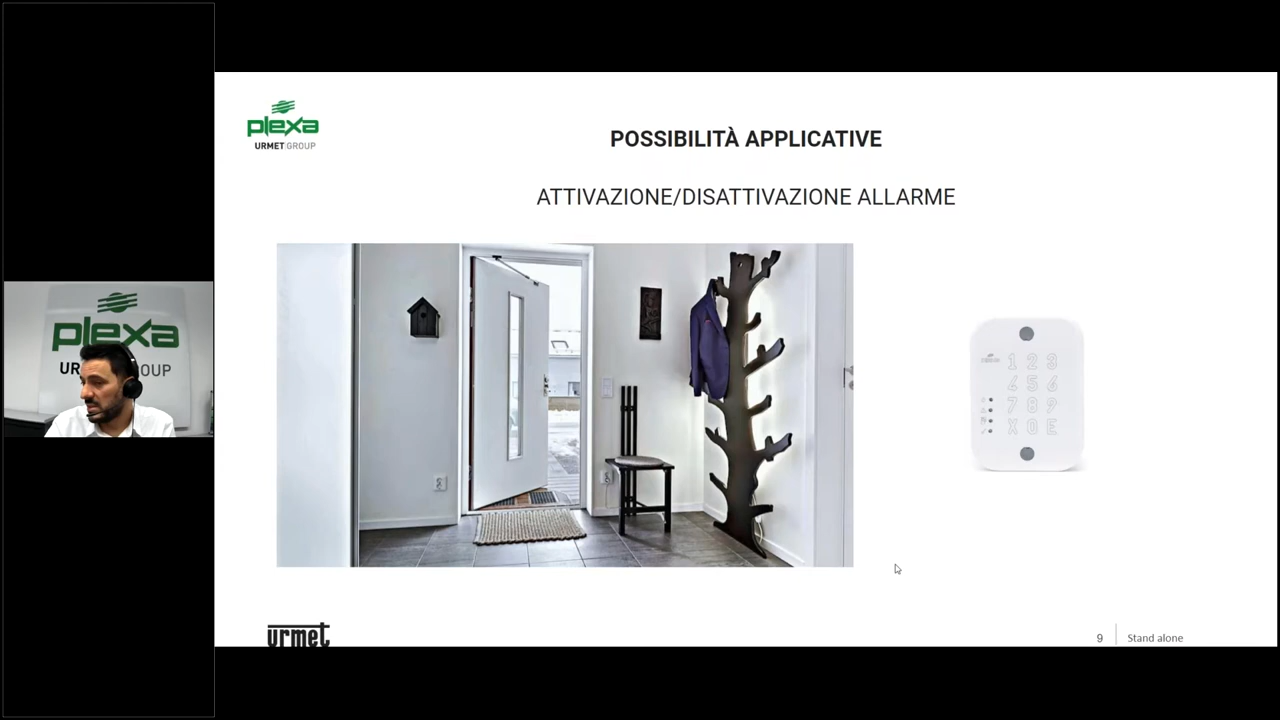 plexa
URMET GROUP
POSSIBILITÀ APPLICATIVE
ATTIVAZIONE/DISATTIVAZIONE ALLARME
plexa
UR OUP
1 2 3
4 5 6
7 8 9
X 0 E
urmet
9 Stand alone